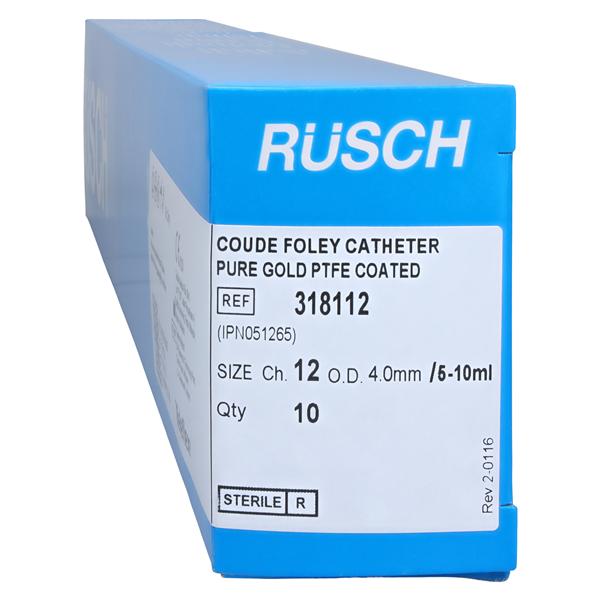 RÜSCH
COUDE FOLEY CATHETER
PURE GOLD PTFE COATED
REF 318112
(IPN051265)
SIZE Ch. 12 O.D. 4.0mm /5-10ml
Qty 10
STERILE R
Rev 2-0116
RÜSCH